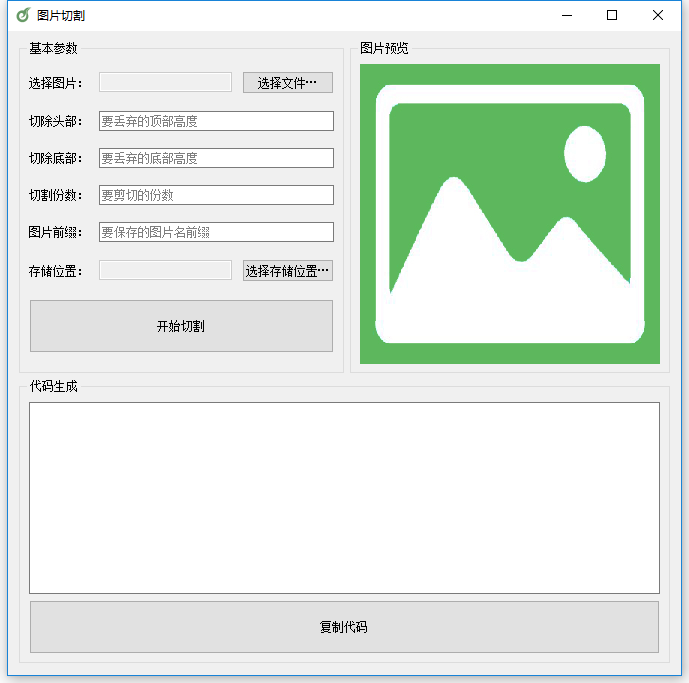 图片切割
基本参数
选择图片：
选择文件…
切除头部：
要丢弃的顶部高度
切除底部：
要丢弃的底部高度
切割份数：
要剪切的份数
图片前缀：
要保存的图片名前缀
存储位置：
选择存储位置…
开始切割
图片预览
代码生成
复制代码